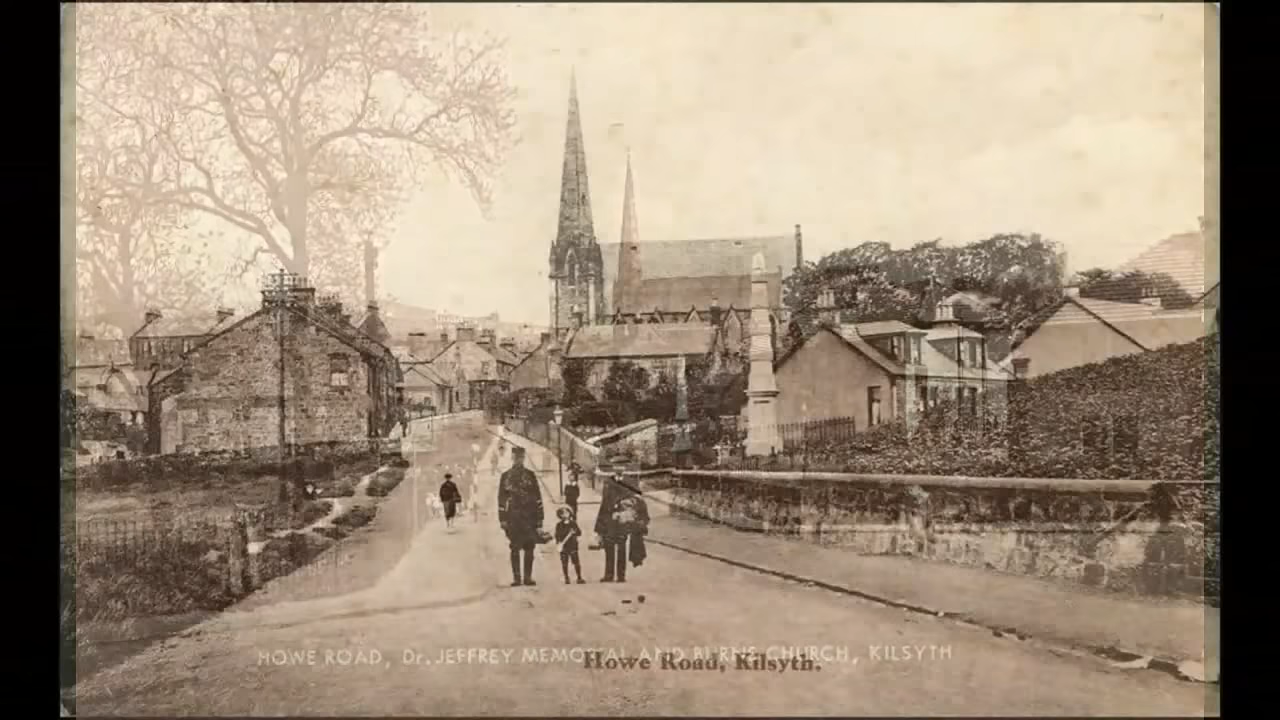 HOWE ROAD, Dr. JEFFREY MEMORIAL AND BURNS CHURCH, KILSYTH
Howe Road, Kilsyth.